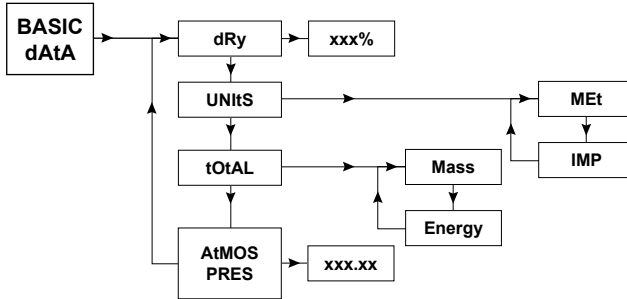 BASIC
dAtA
dRy
xxx%
UNItS
MEt
IMP
tOtAL
Mass
Energy
AtMOS
PRES
xxx.xx